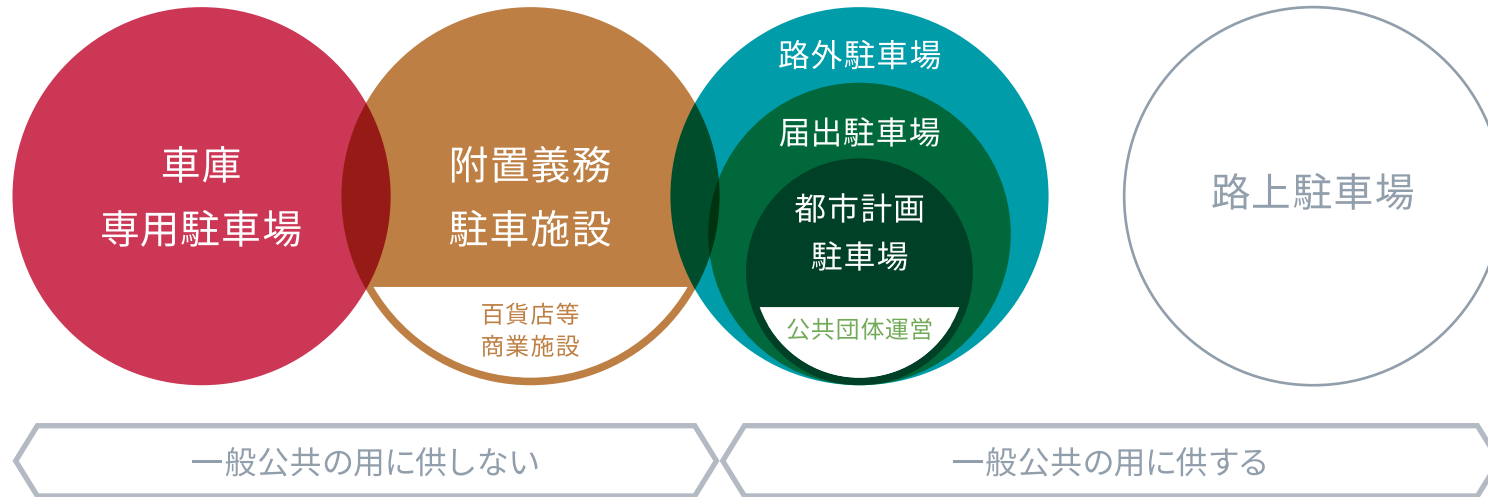 車庫
専用駐車場
附置義務
駐車施設
百貨店等
商業施設
路外駐車場
届出駐車場
都市計画
駐車場
公共団体運営
路上駐車場
一般公共の用に供しない
一般公共の用に供する